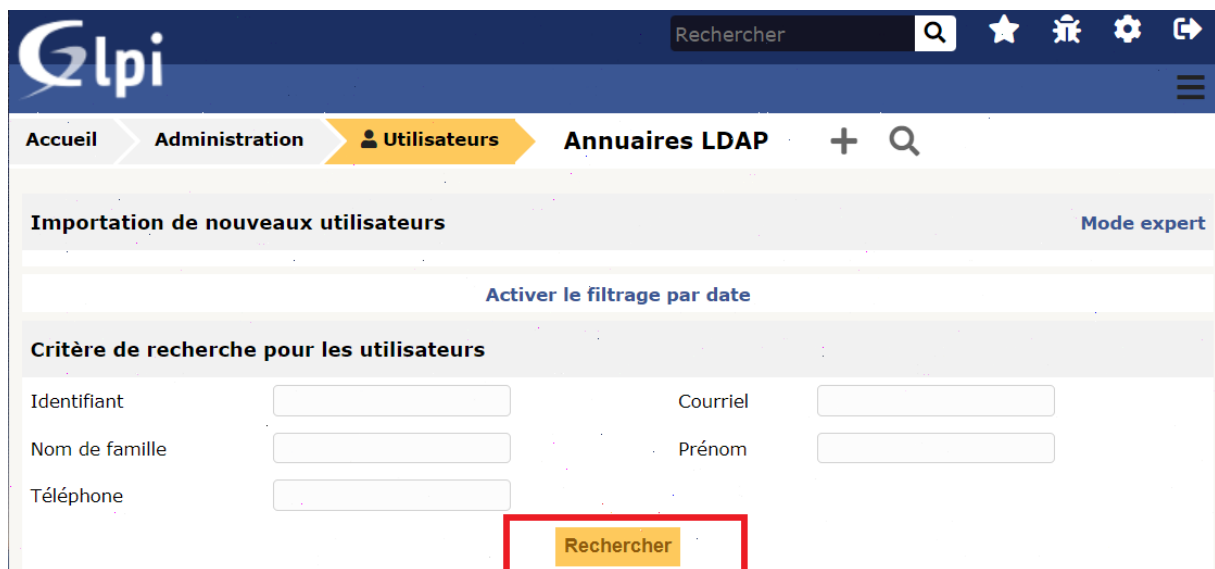 Glpi
Rechercher
Accueil Administration Utilisateurs Annuaires LDAP
Importation de nouveaux utilisateurs Mode expert
Activer le filtrage par date
Critère de recherche pour les utilisateurs
Identifiant Courriel
Nom de famille Prénom
Téléphone
Rechercher